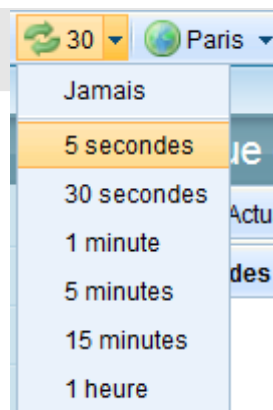 30 Paris
Jamais
5 secondes
30 secondes
1 minute
5 minutes
15 minutes
1 heure